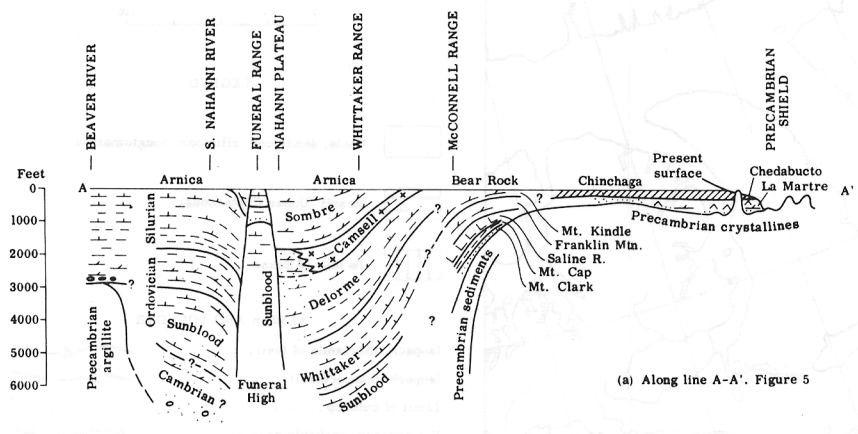 BEAVER RIVER
S. NAHANNI RIVER
FUNERAL RANGE
NAHANNI PLATEAU
WHITTAKER RANGE
McCONNELL RANGE
PRECAMBRIAN
SHIELD
Feet
A
Arnica
Arnica
Bear Rock
Chinchaga
Present
surface
Chedabucto
La Martre
A'
0
1000
2000
3000
4000
5000
6000
Silurian
Ordovician
Sombre
Camsell
Delorme
Sunblood
Sunblood
Whittaker
Sunblood
Cambrian ?
Funeral
High
Precambrian
argillite
Precambrian sediments
Precambrian crystallines
Mt. Kindle
Franklin Mtn.
Saline R.
Mt. Cap
Mt. Clark
?
?
?
?
?
?
(a) Along line A-A'. Figure 5